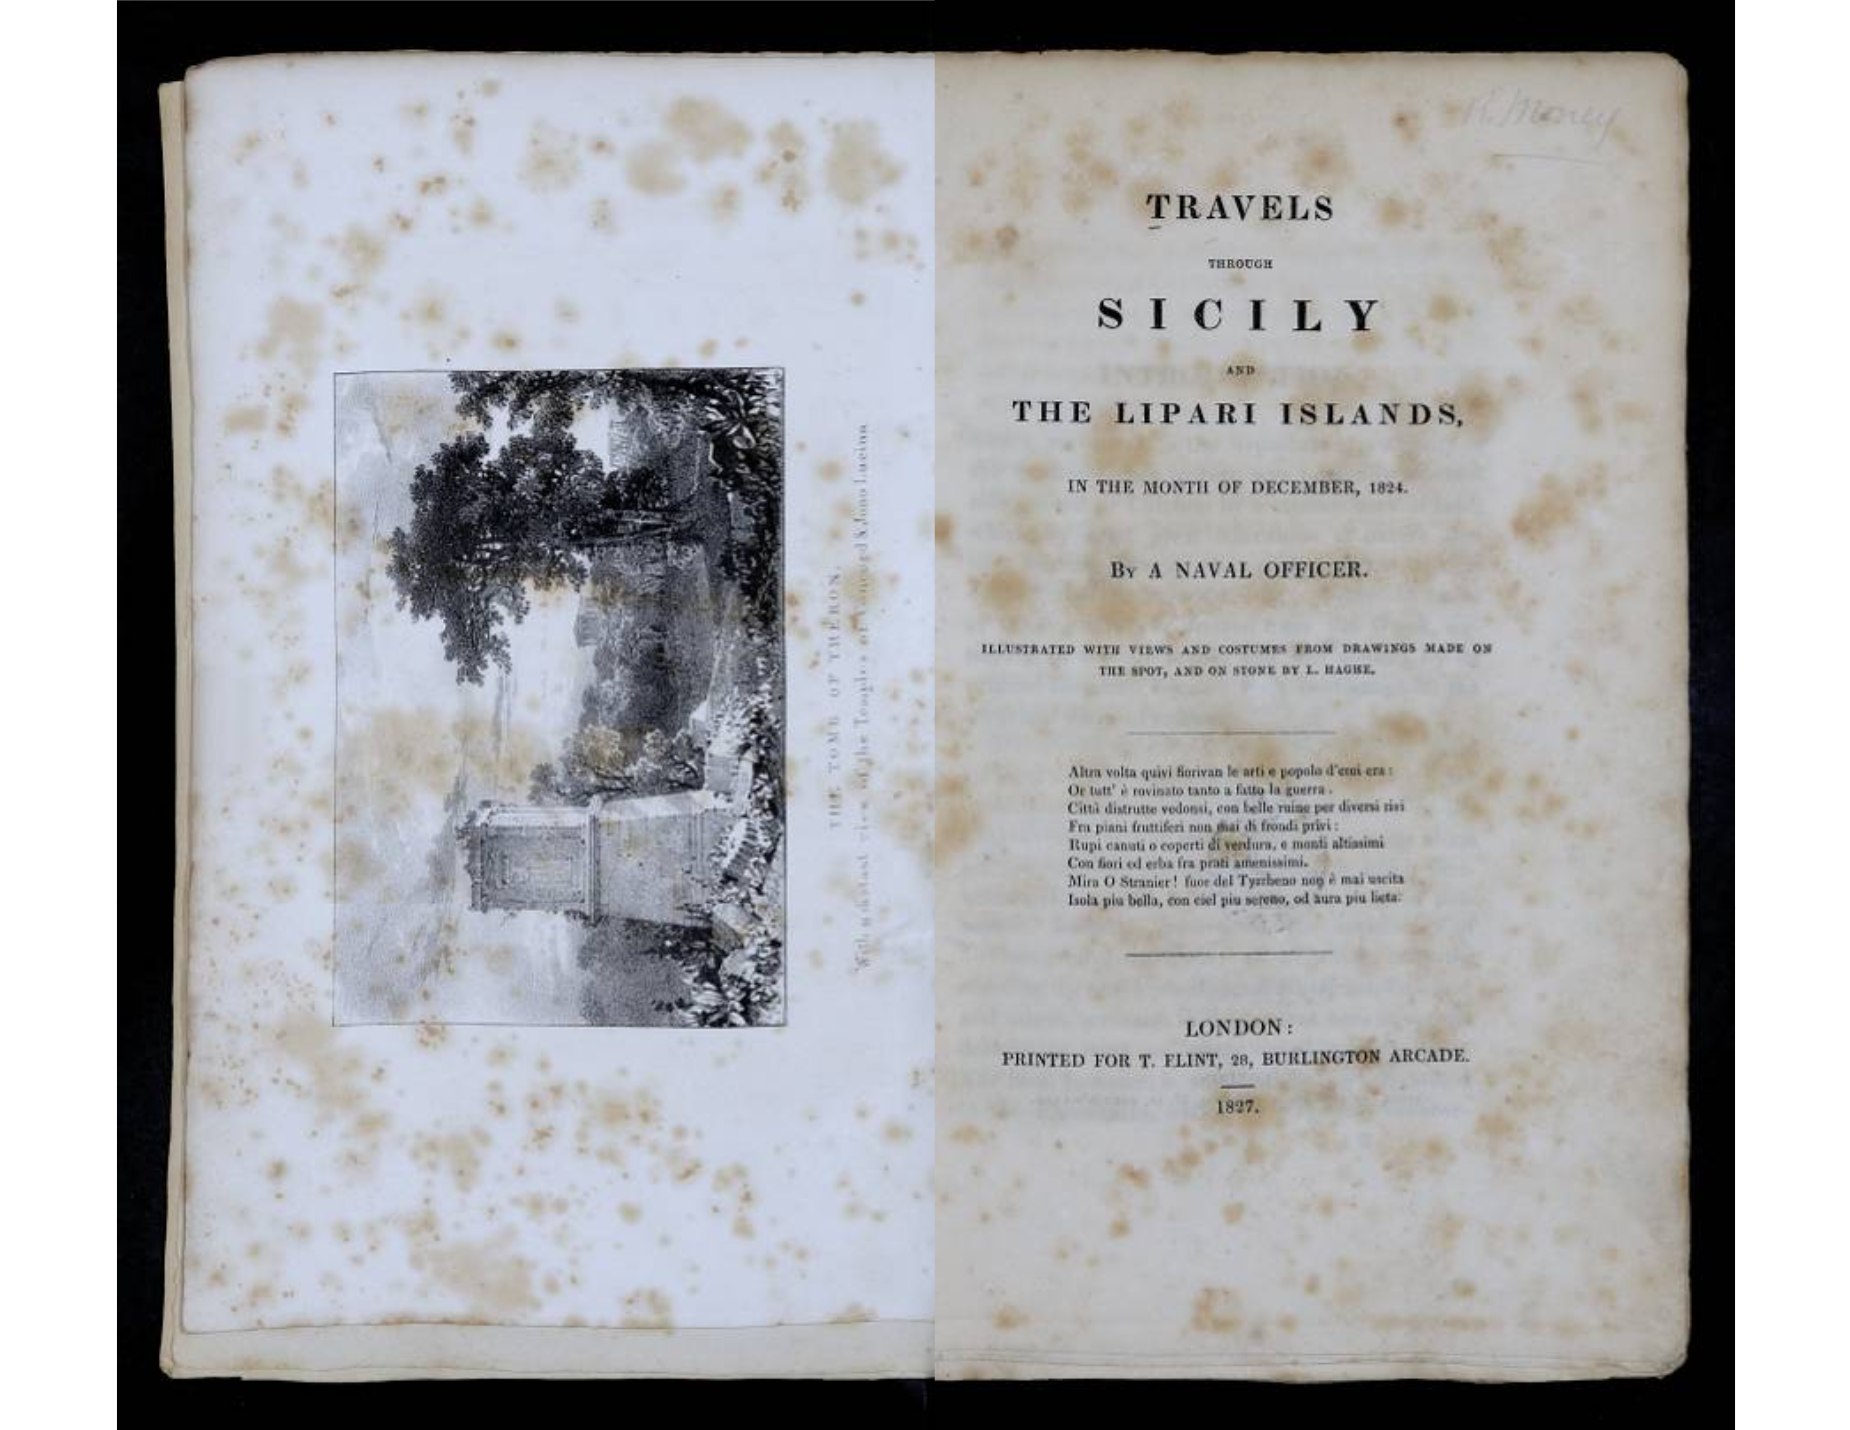 THE TOMB OF THERON,
With a distant view of the Temples of Concord & Juno Lucina
Money
TRAVELS
THROUGH
SICILY
AND
THE LIPARI ISLANDS,
IN THE MONTH OF DECEMBER, 1824.
By A NAVAL OFFICER.
ILLUSTRATED WITH VIEWS AND COSTUMES FROM DRAWINGS MADE ON
THE SPOT, AND ON STONE BY L. HAGHE.
Altra volta quivi fiorivan le arti e popolo d'eroi era:
Or tutt' è rovinato tanto a fatto la guerra.
Città distrutte vedonsi, con belle ruine per diversi rivi
Fra piani fruttiferi non mai di frondi privi:
Rupi canuti o coperti di verdura, e monti altissimi
Con fiori ed erba fra prati amenissimi.
Mira O Stranier! fuor del Tyrrheno non è mai uscita
Isola piu bella, con ciel piu sereno, od aura piu lieta.
LONDON:
PRINTED FOR T. FLINT, 28, BURLINGTON ARCADE.
1827.